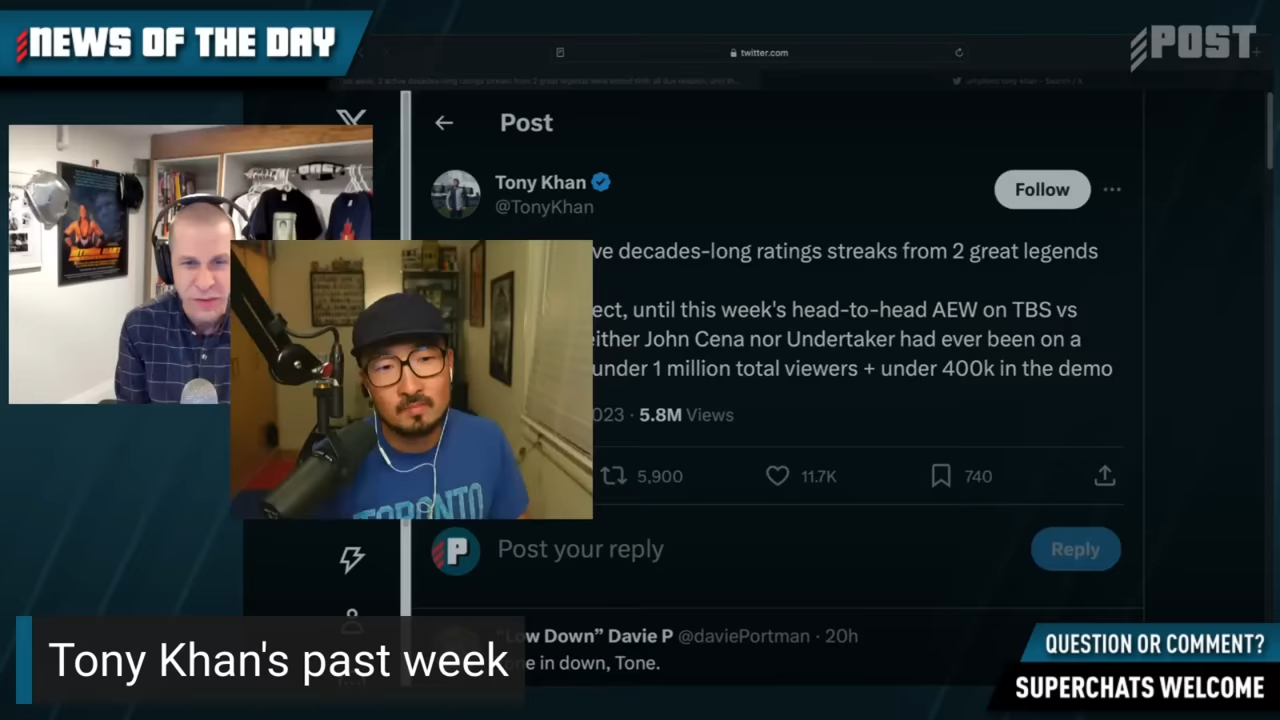 NEWS OF THE DAY
POST
twitter.com
Post
Tony Khan
@TonyKhan
Follow
ve decades-long ratings streaks from 2 great legends
ect, until this week's head-to-head AEW on TBS vs
either John Cena nor Undertaker had ever been on a
under 1 million total viewers + under 400k in the demo
023 · 5.8M Views
5,900
11.7K
740
TORONTO
P
Post your reply
Reply
"Low Down" Davie P @daviePortman · 20h
ne in down, Tone.
Tony Khan's past week
QUESTION OR COMMENT?
SUPERCHATS WELCOME